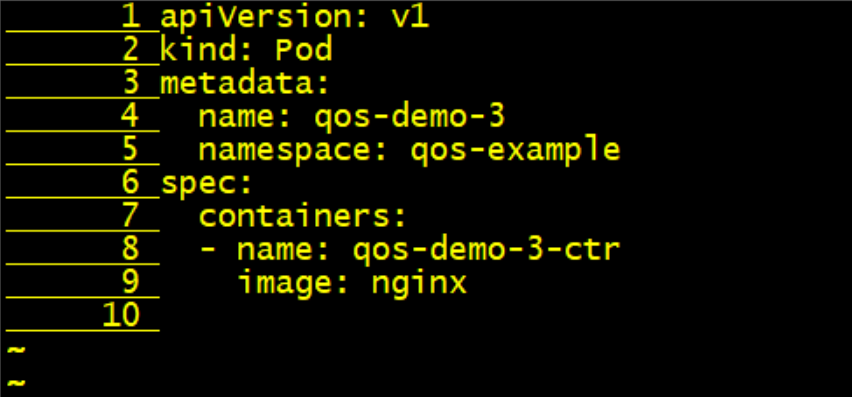 1 apiVersion: v1
2 kind: Pod
3 metadata:
4   name: qos-demo-3
5   namespace: qos-example
6 spec:
7   containers:
8   - name: qos-demo-3-ctr
9     image: nginx
10
~
~